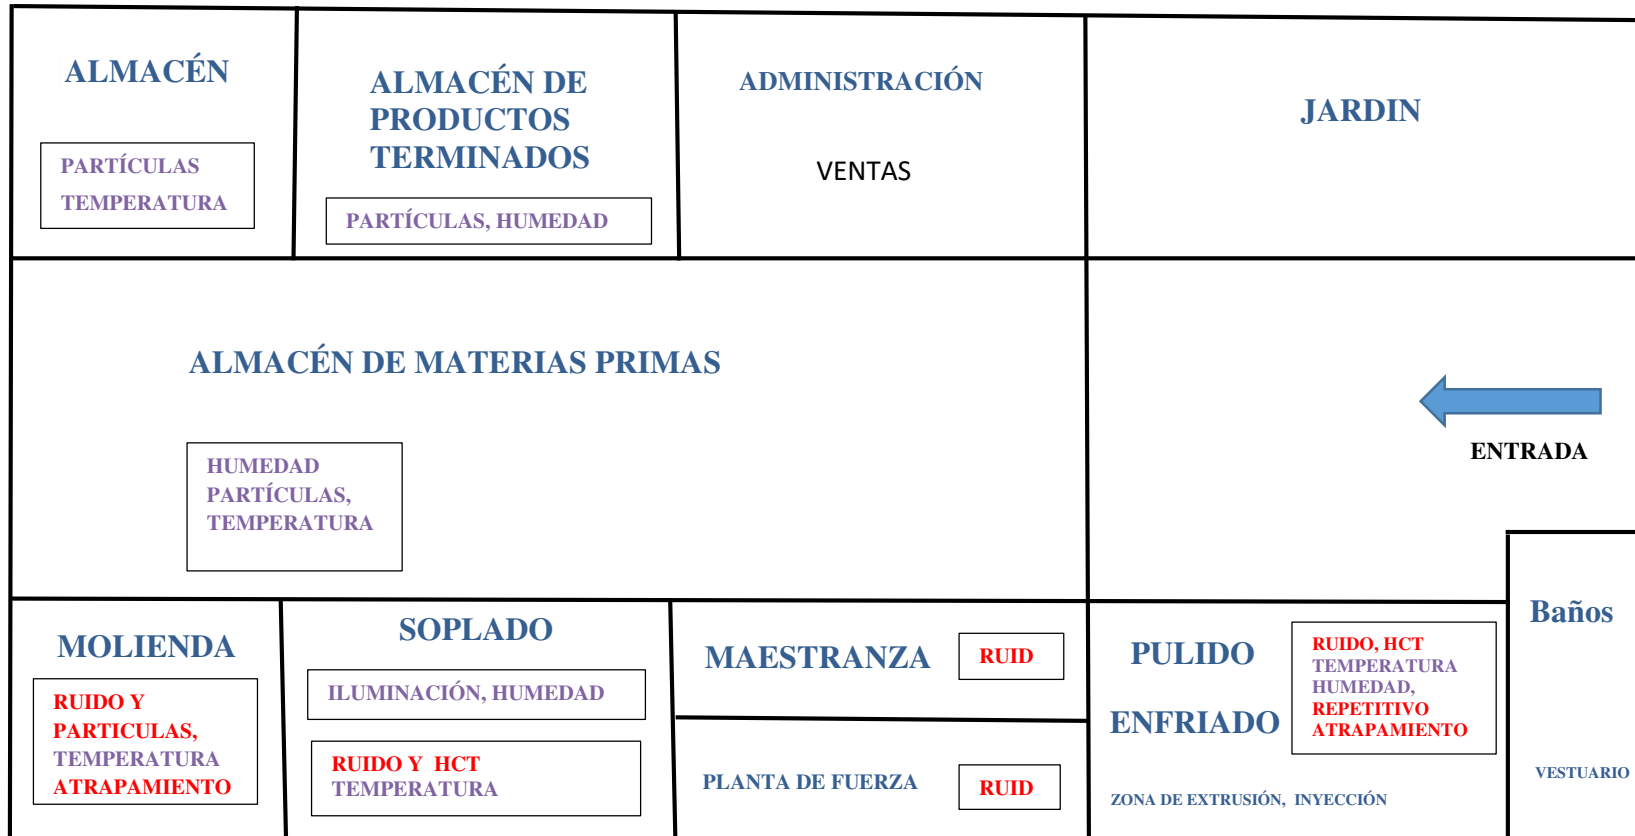 ALMACÉN
PARTÍCULAS
TEMPERATURA
ALMACÉN DE
PRODUCTOS
TERMINADOS
PARTÍCULAS, HUMEDAD
ADMINISTRACIÓN
VENTAS
JARDIN
ALMACÉN DE MATERIAS PRIMAS
HUMEDAD
PARTÍCULAS,
TEMPERATURA
ENTRADA
MOLIENDA
RUIDO Y
PARTICULAS,
TEMPERATURA
ATRAPAMIENTO
SOPLADO
ILUMINACIÓN, HUMEDAD
RUIDO Y HCT
TEMPERATURA
MAESTRANZA
RUID
PLANTA DE FUERZA
RUID
PULIDO
ENFRIADO
RUIDO, HCT
TEMPERATURA
HUMEDAD,
REPETITIVO
ATRAPAMIENTO
ZONA DE EXTRUSIÓN, INYECCIÓN
Baños
VESTUARIO